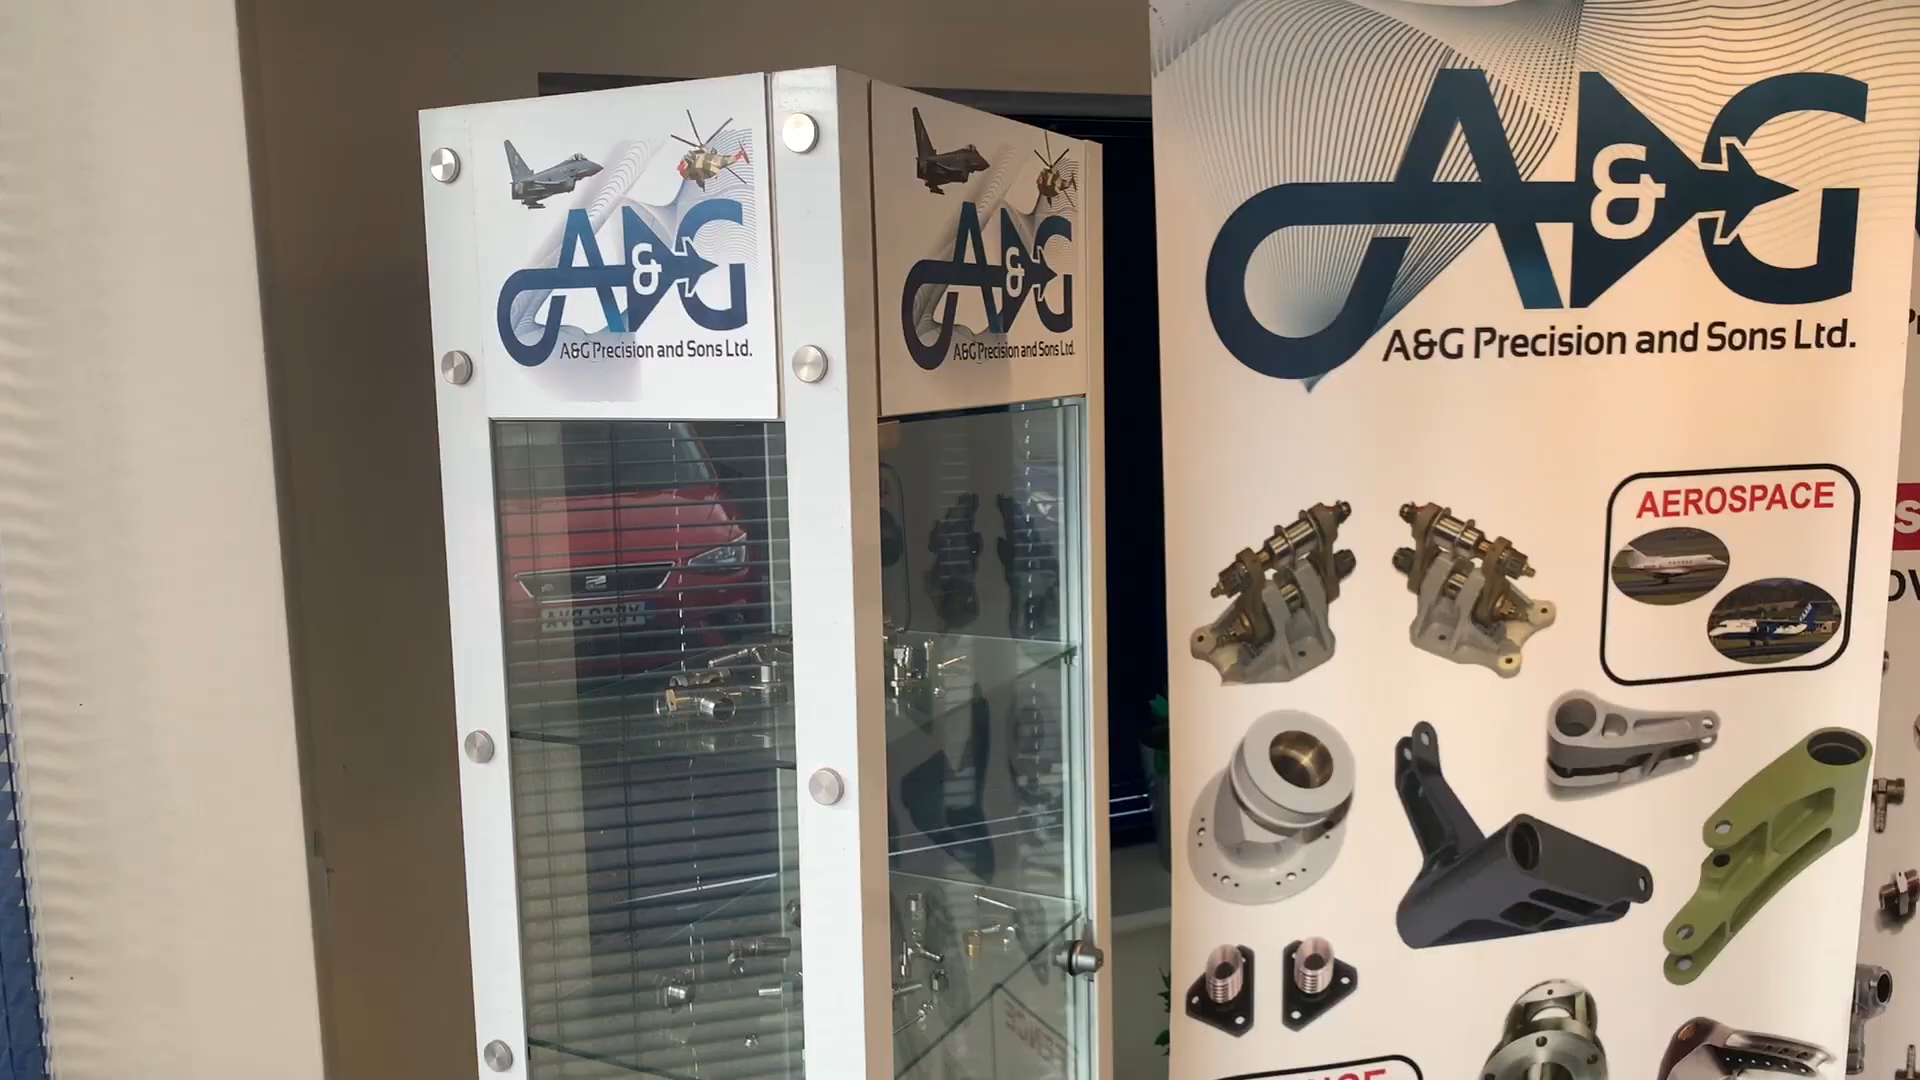 A&G
A&G Precision and Sons Ltd.
A&G
A&G Precision and Sons Ltd.
A&G
A&G Precision and Sons Ltd.
AEROSPACE